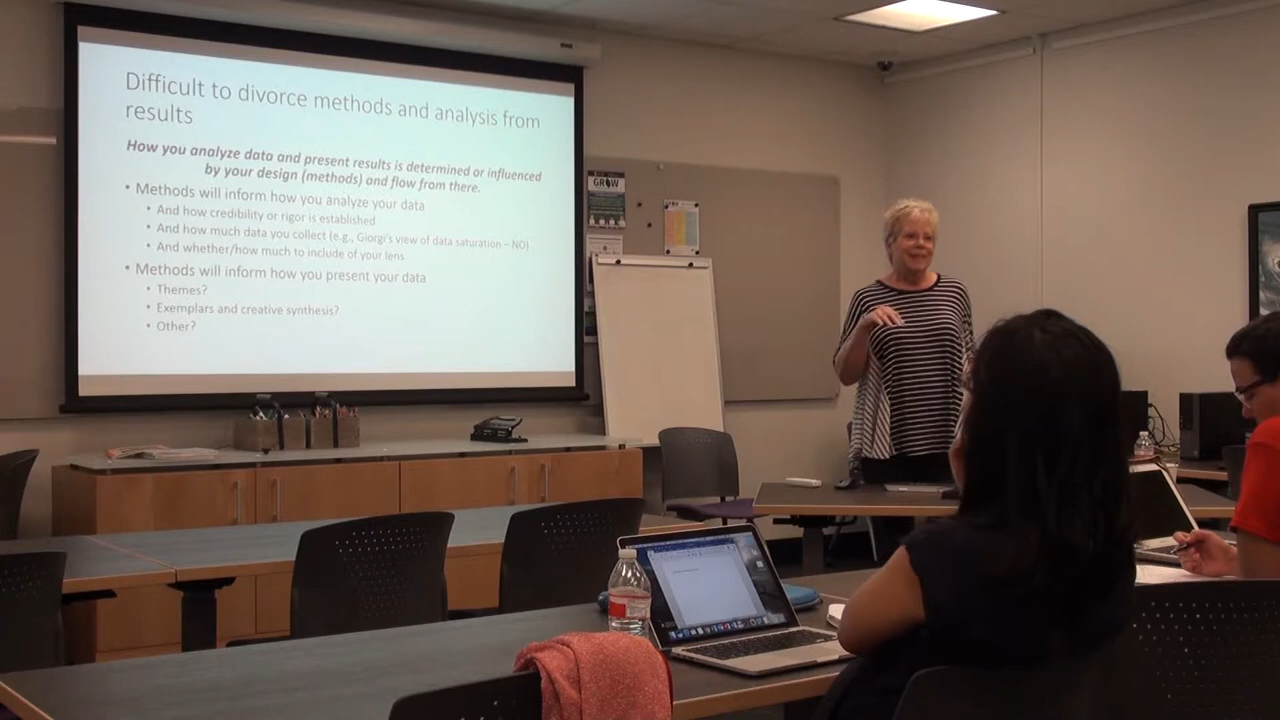 Difficult to divorce methods and analysis from
results
How you analyze data and present results is determined or influenced
by your design (methods) and flow from there.
• Methods will inform how you analyze your data
• And how credibility or rigor is established
• And how much data you collect (e.g., Giorgi's view of data saturation – NO)
• And whether/how much to include of your lens
• Methods will inform how you present your data
• Themes?
• Exemplars and creative synthesis?
• Other?
GROW